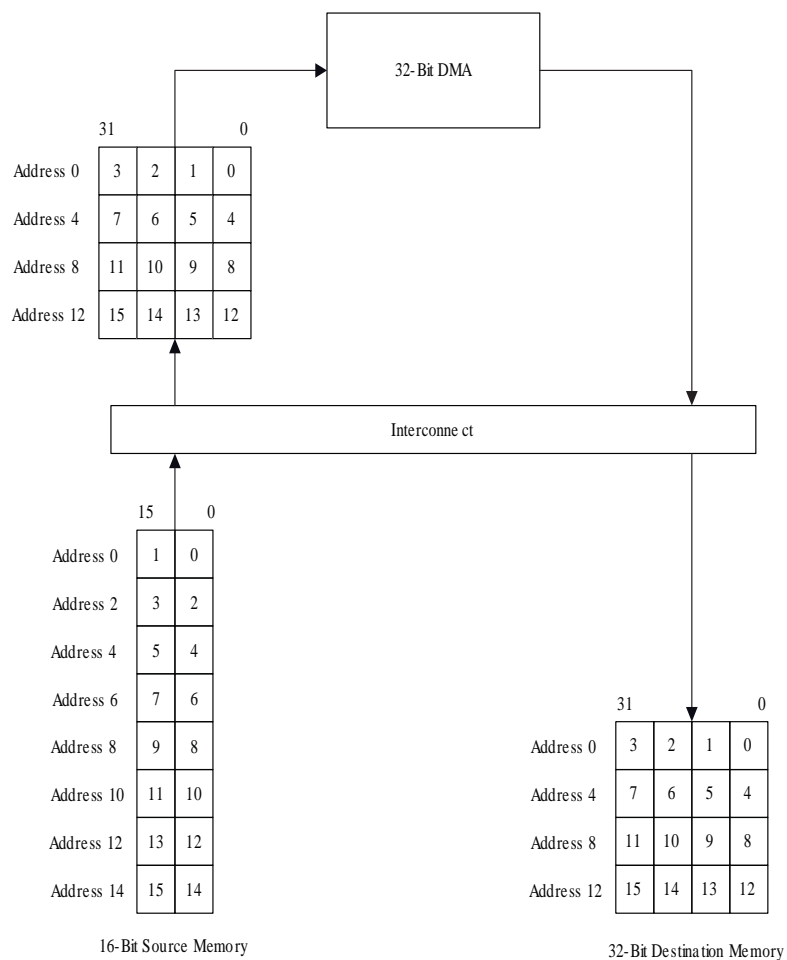 32-Bit DMA
31 0
Address 0 3 2 1 0
Address 4 7 6 5 4
Address 8 11 10 9 8
Address 12 15 14 13 12
Interconne ct
15 0
Address 0 1 0
Address 2 3 2
Address 4 5 4
Address 6 7 6
Address 8 9 8
Address 10 11 10
Address 12 13 12
Address 14 15 14
16-Bit Source Memory
31 0
Address 0 3 2 1 0
Address 4 7 6 5 4
Address 8 11 10 9 8
Address 12 15 14 13 12
32-Bit Destination Memory